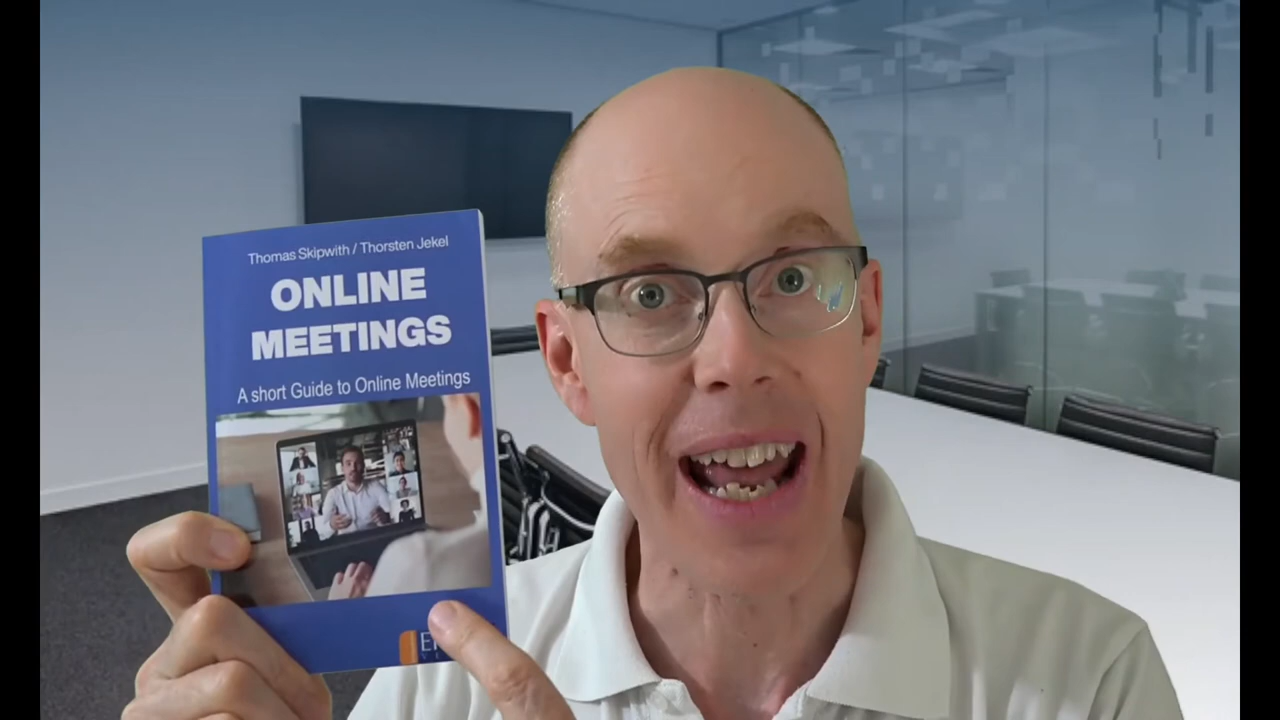 Thomas Skipwith / Thorsten Jekel
ONLINE
MEETINGS
A short Guide to Online Meetings